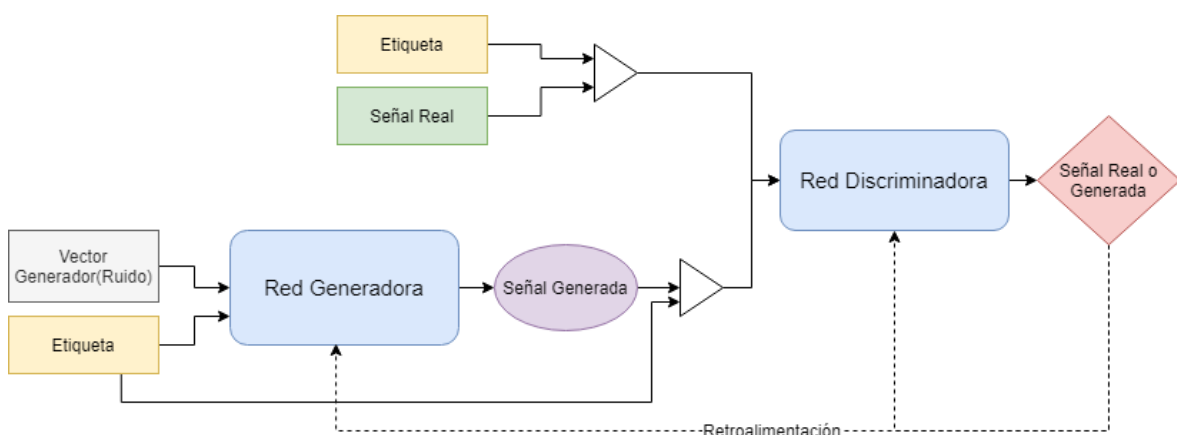 Etiqueta
Señal Real
Red Discriminadora
Señal Real o
Generada
Vector
Generador(Ruido)
Red Generadora
Señal Generada
Etiqueta
Retroalimentación